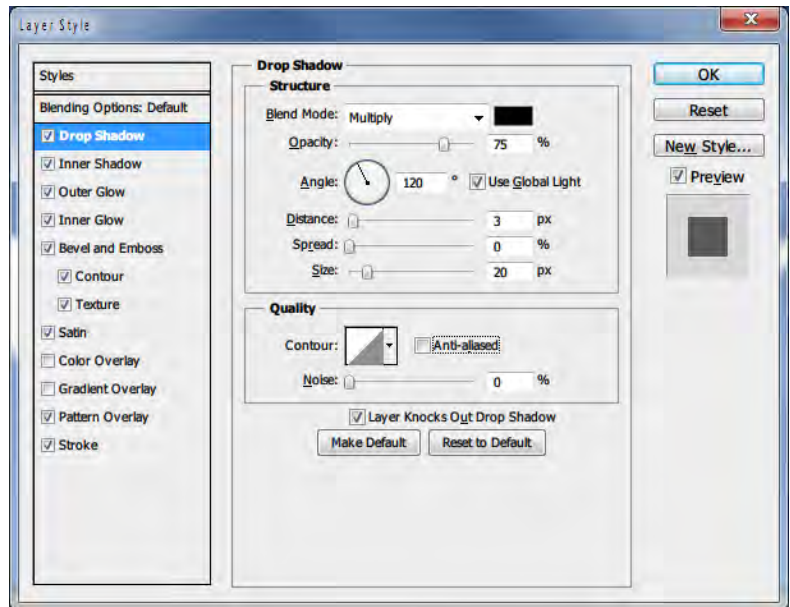 Layer Style
Styles
Blending Options: Default
Drop Shadow
Inner Shadow
Outer Glow
Inner Glow
Bevel and Emboss
Contour
Texture
Satin
Color Overlay
Gradient Overlay
Pattern Overlay
Stroke
Drop Shadow
Structure
Blend Mode: Multiply
Opacity: 75 %
Angle: 120 ° Use Global Light
Distance: 3 px
Spread: 0 %
Size: 20 px
Quality
Contour: Anti-aliased
Noise: 0 %
Layer Knocks Out Drop Shadow
Make Default Reset to Default
OK
Reset
New Style...
Preview